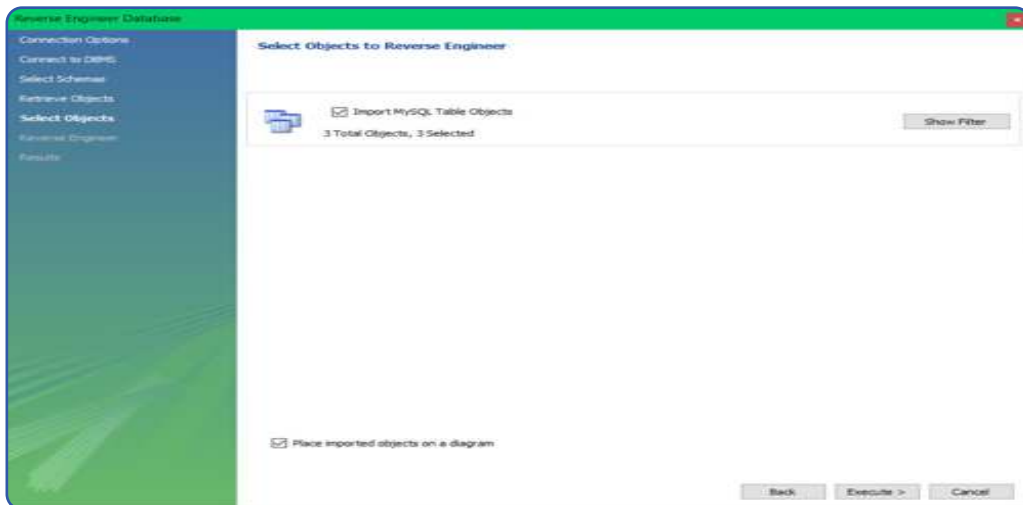 Reverse Engineer Database
Connection Options
Connect to DBMS
Select Schemas
Retrieve Objects
Select Objects
Reverse Engineer
Results
Select Objects to Reverse Engineer
Import MySQL Table Objects
3 Total Objects, 3 Selected
Show Filter
Place imported objects on a diagram
Back
Execute >
Cancel